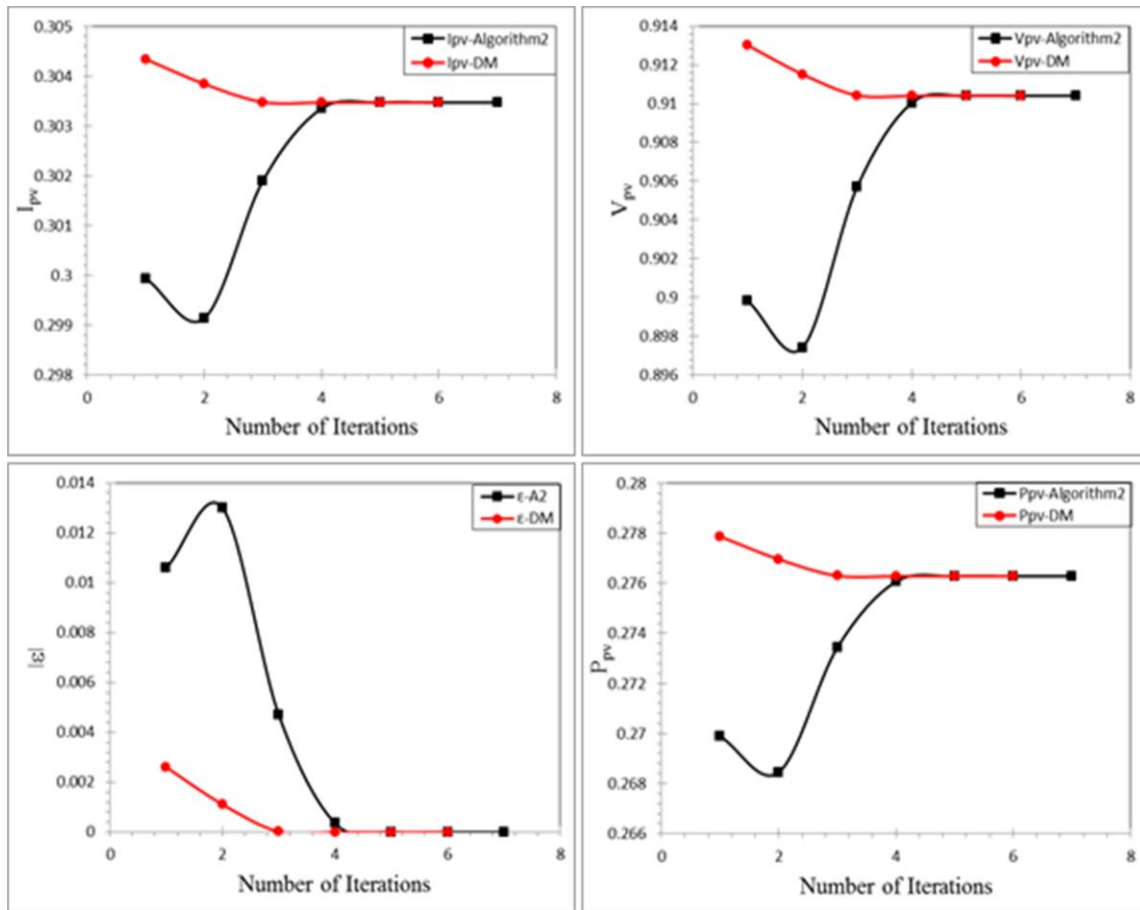 0.305
0.304
0.303
0.302
0.301
0.3
0.299
0.298
Ipv
Ipv-Algorithm2
Ipv-DM
0 2 4 6 8
Number of Iterations
0.914
0.912
0.91
0.908
0.906
0.904
0.902
0.9
0.898
0.896
Vpv
Vpv-Algorithm2
Vpv-DM
0 2 4 6 8
Number of Iterations
0.014
0.012
0.01
0.008
0.006
0.004
0.002
0
|ε|
ε-A2
ε-DM
0 2 4 6 8
Number of Iterations
0.28
0.278
0.276
0.274
0.272
0.27
0.268
0.266
Ppv
Ppv-Algorithm2
Ppv-DM
0 2 4 6 8
Number of Iterations